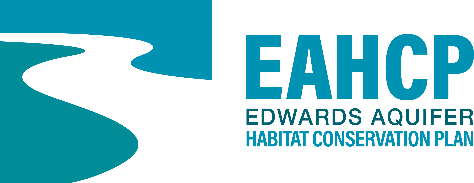 EAHCP
EDWARDS AQUIFER
HABITAT CONSERVATION PLAN